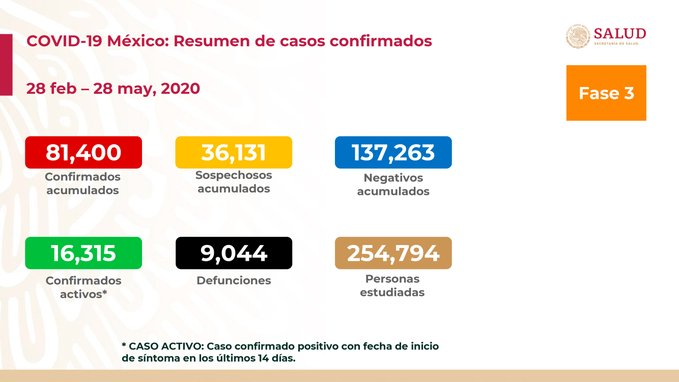 COVID-19 México: Resumen de casos confirmados
SALUD
SECRETARÍA DE SALUD
28 feb – 28 may, 2020
Fase 3
81,400
Confirmados
acumulados
36,131
Sospechosos
acumulados
137,263
Negativos
acumulados
16,315
Confirmados
activos*
9,044
Defunciones
254,794
Personas
estudiadas
* CASO ACTIVO: Caso confirmado positivo con fecha de inicio
de síntoma en los últimos 14 días.